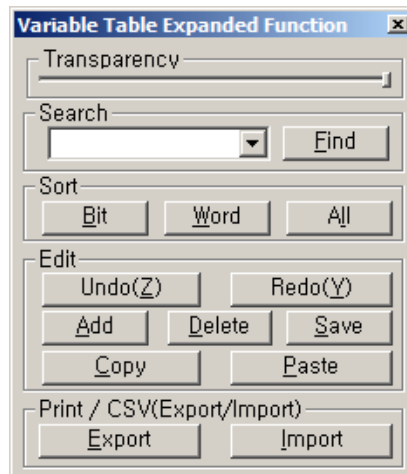 Variable Table Expanded Function
Transparency
Search
Find
Sort
Bit Word All
Edit
Undo(Z) Redo(Y)
Add Delete Save
Copy Paste
Print / CSV(Export/Import)
Export Import